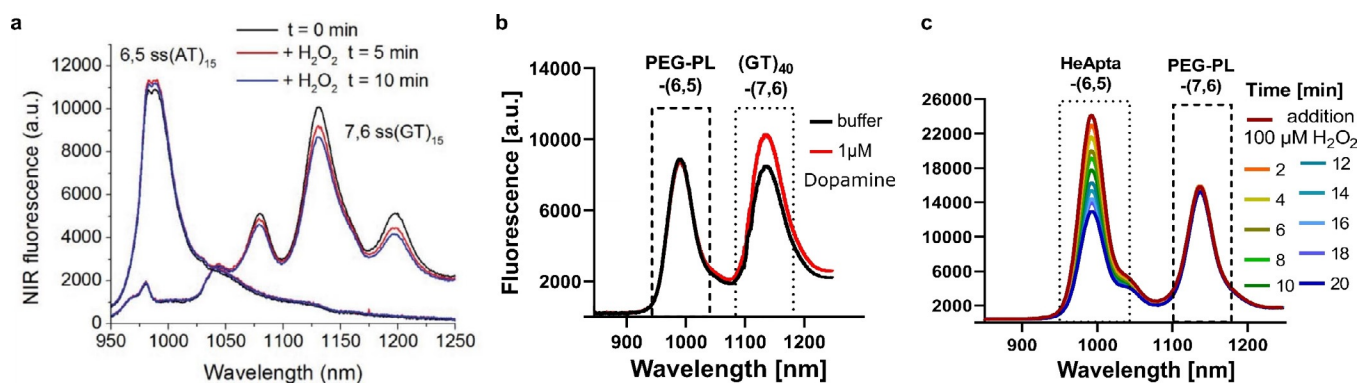 a
t = 0 min
+ H₂O₂ t = 5 min
+ H₂O₂ t = 10 min
6,5 ss(AT)₁₅
7,6 ss(GT)₁₅
NIR fluorescence (a.u.)
12000
10000
8000
6000
4000
2000
0
950 1000 1050 1100 1150 1200 1250
Wavelength (nm)
b
PEG-PL
-(6,5)
(GT)₄₀
-(7,6)
buffer
1µM
Dopamine
Fluorescence [a.u.]
14000
10000
6000
2000
900 1000 1100 1200
Wavelength [nm]
c
HeApta
-(6,5)
PEG-PL
-(7,6)
Time [min]
addition
100 µM H₂O₂
2 12
4 14
6 16
8 18
10 20
26000
22000
18000
14000
10000
6000
2000
900 1000 1100 1200
Wavelength [nm]